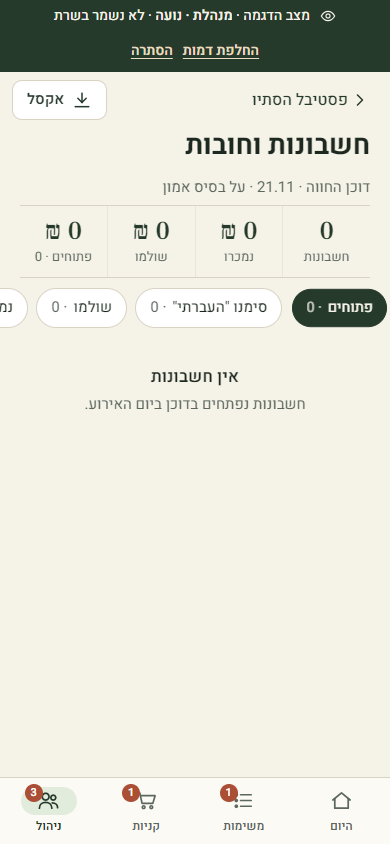 מצב הדגמה · מנהלת · נועה · לא נשמר בשרת
החלפת דמות הסתרה
פסטיבל הסתיו
אקסל
חשבונות וחובות
דוכן החווה · 21.11 · על בסיס אמון
0 חשבונות
0 ₪ נמכרו
0 ₪ שולמו
0 ₪ פתוחים · 0
פתוחים · 0
סימנו "העברתי" · 0
שולמו · 0
נמ
אין חשבונות
חשבונות נפתחים בדוכן ביום האירוע.
היום
1 משימות
1 קניות
3 ניהול